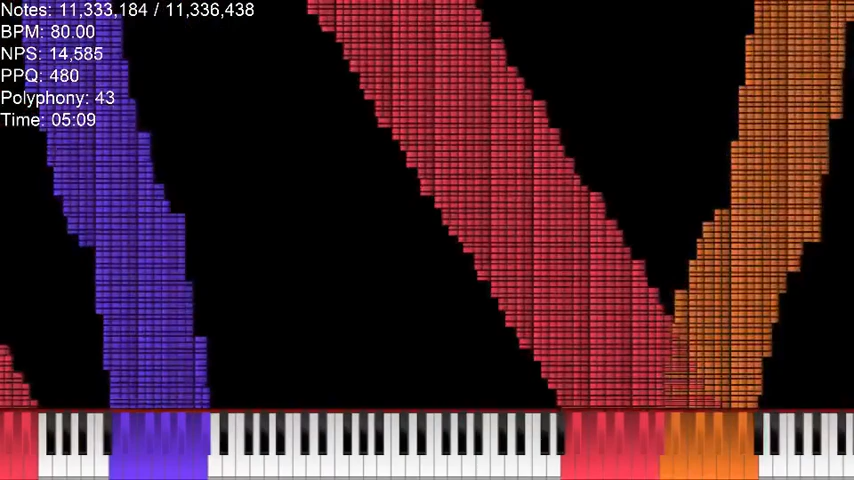 Notes: 11,333,184 / 11,336,438
BPM: 80.00
NPS: 14,585
PPQ: 480
Polyphony: 43
Time: 05:09